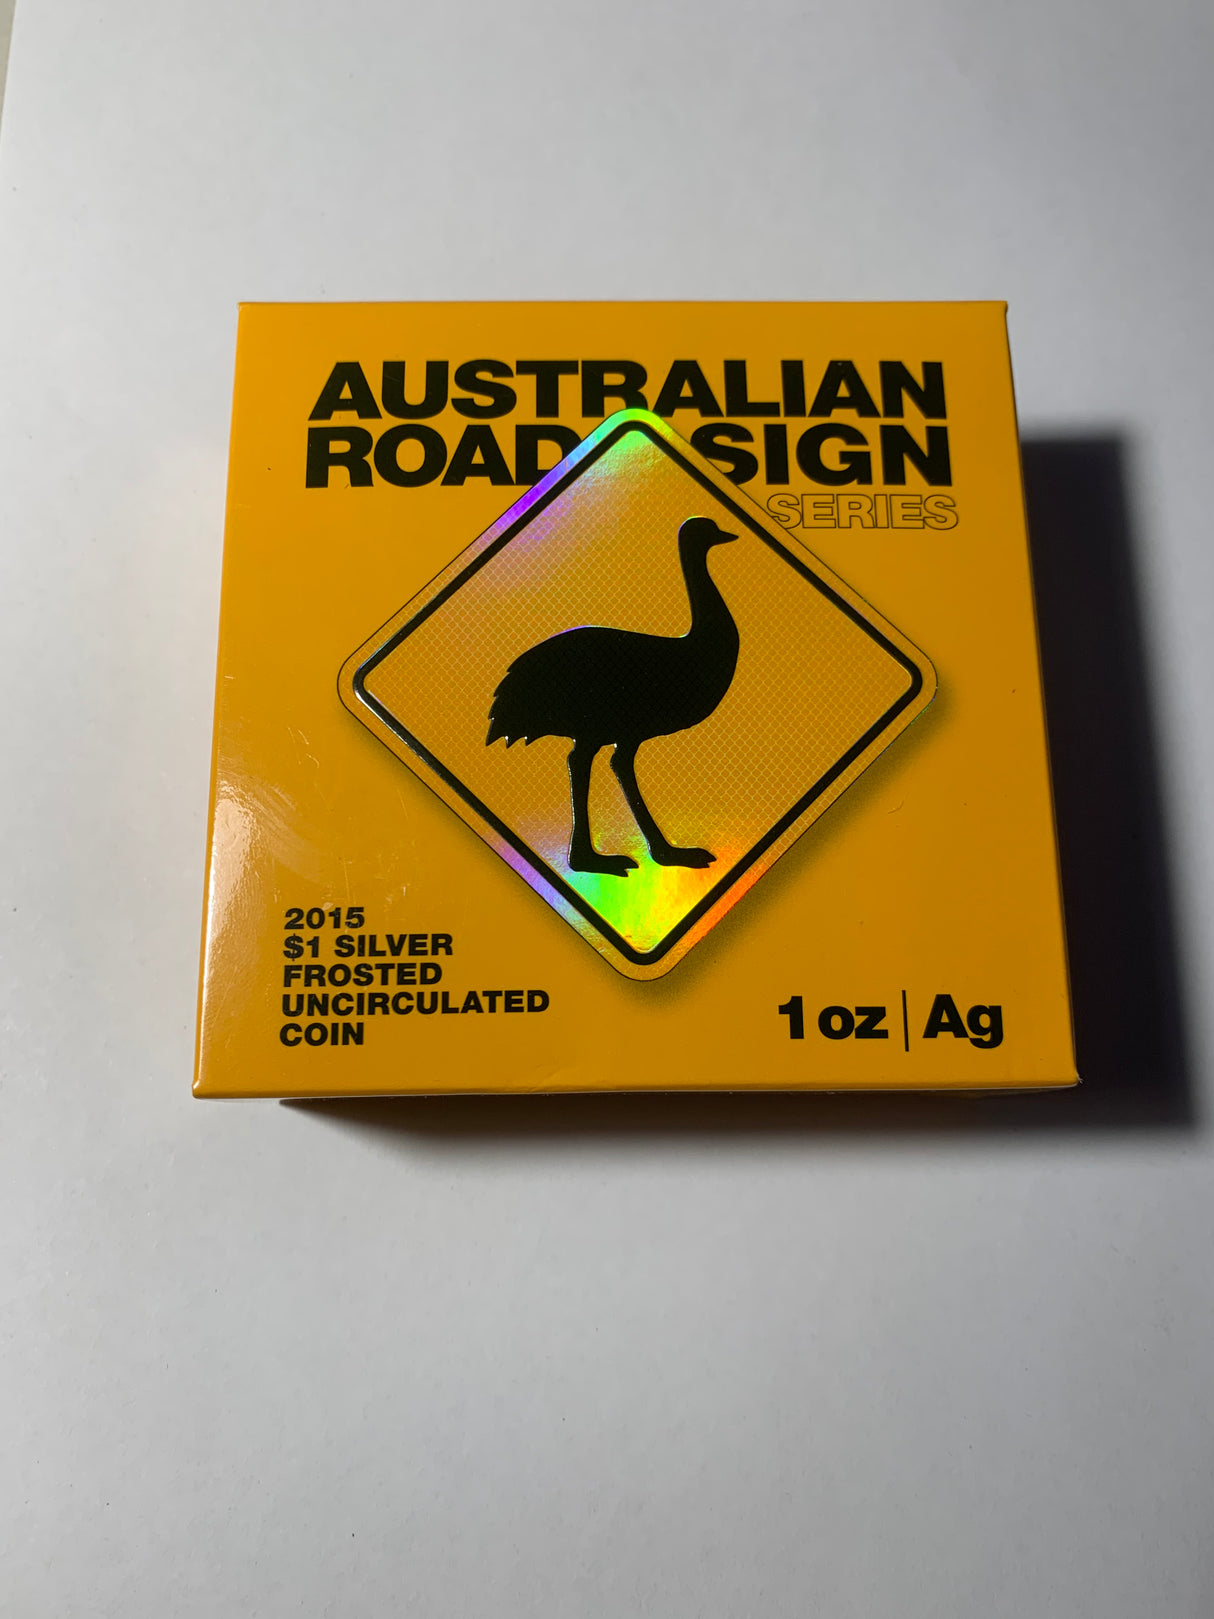 AUSTRALIAN
ROAD SIGN
SERIES
2015
$1 SILVER
FROSTED
UNCIRCULATED
COIN
1 oz | Ag